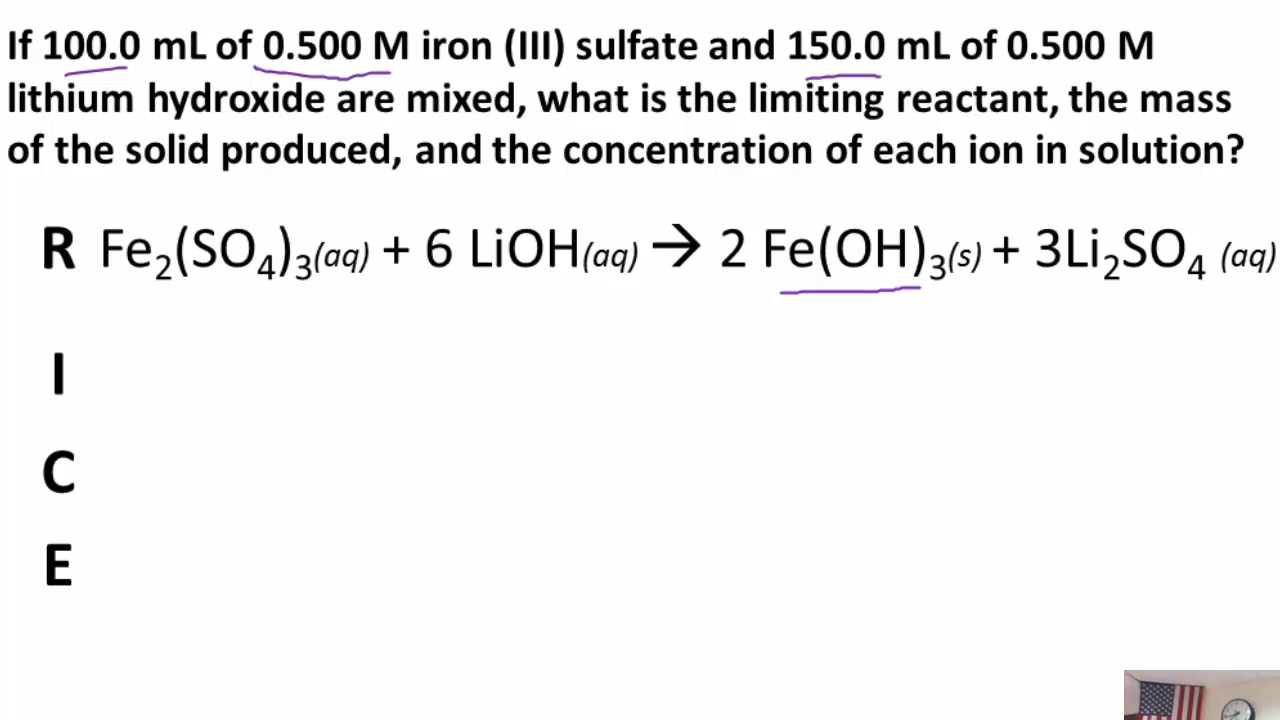 If 100.0 mL of 0.500 M iron (III) sulfate and 150.0 mL of 0.500 M
lithium hydroxide are mixed, what is the limiting reactant, the mass
of the solid produced, and the concentration of each ion in solution?
R Fe₂(SO₄)₃(aq) + 6 LiOH(aq) → 2 Fe(OH)₃(s) + 3Li₂SO₄ (aq)
I
C
E